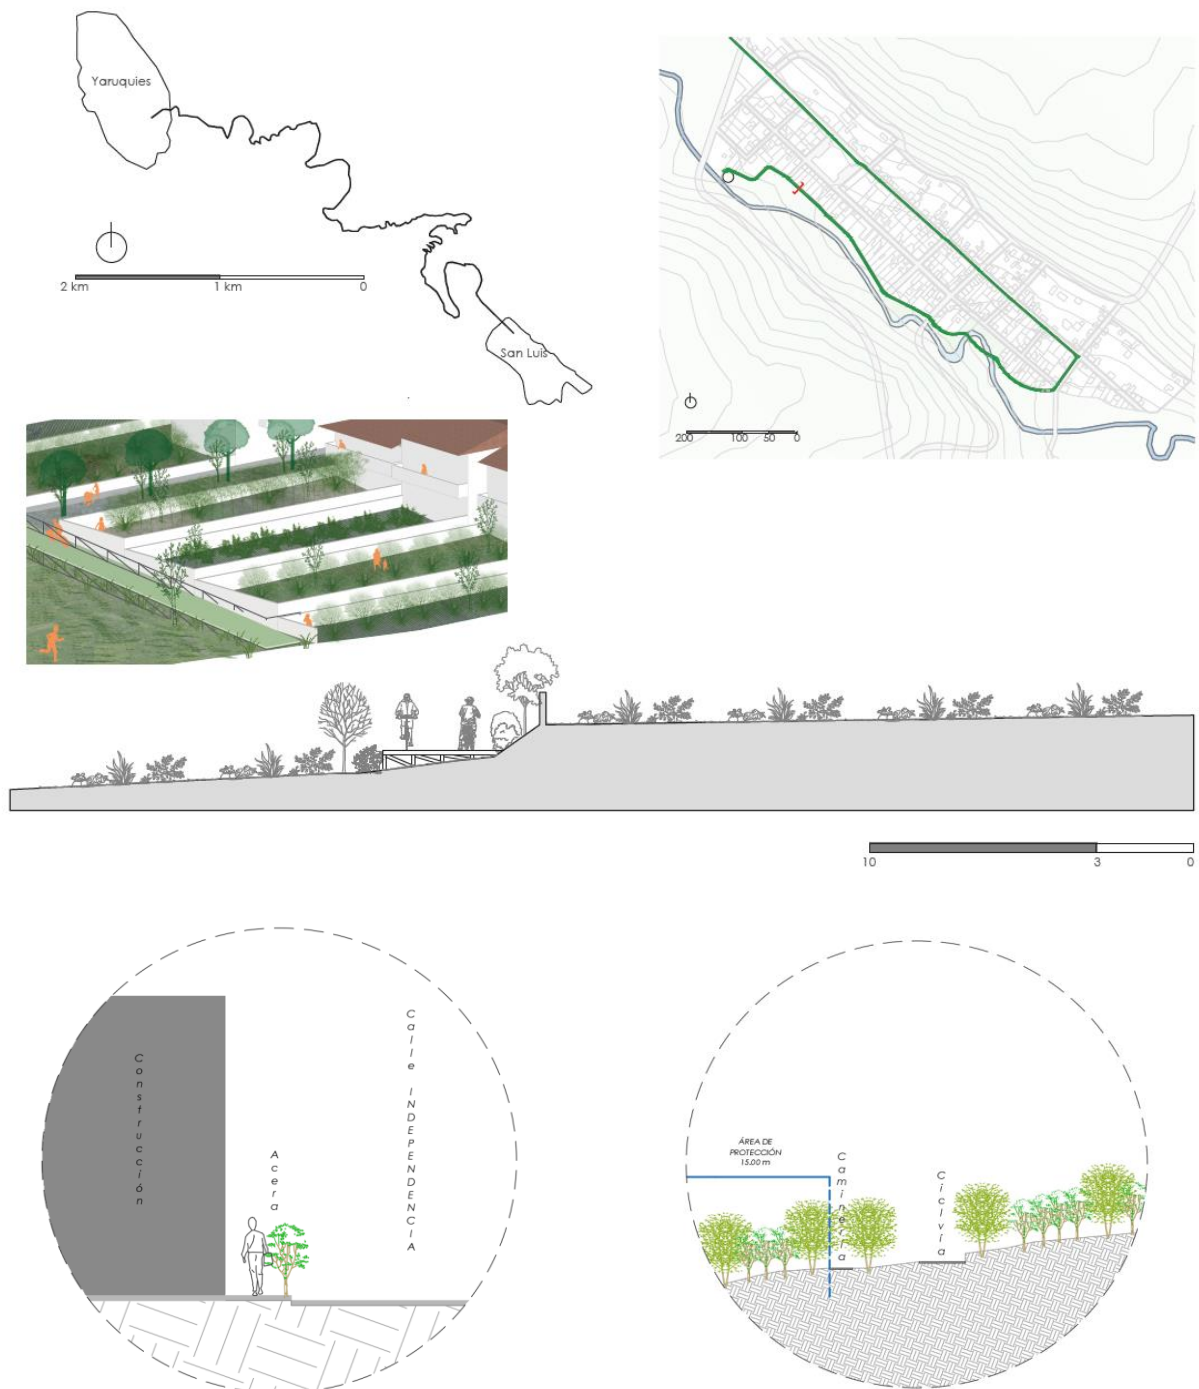 Yaruquies
2 km 1 km 0
San Luis
200 100 50 0
10 3 0
Construcción
Acera
Calle INDEPENDENCIA
ÁREA DE
PROTECCIÓN
15,00 m
Caminería
Ciclvía